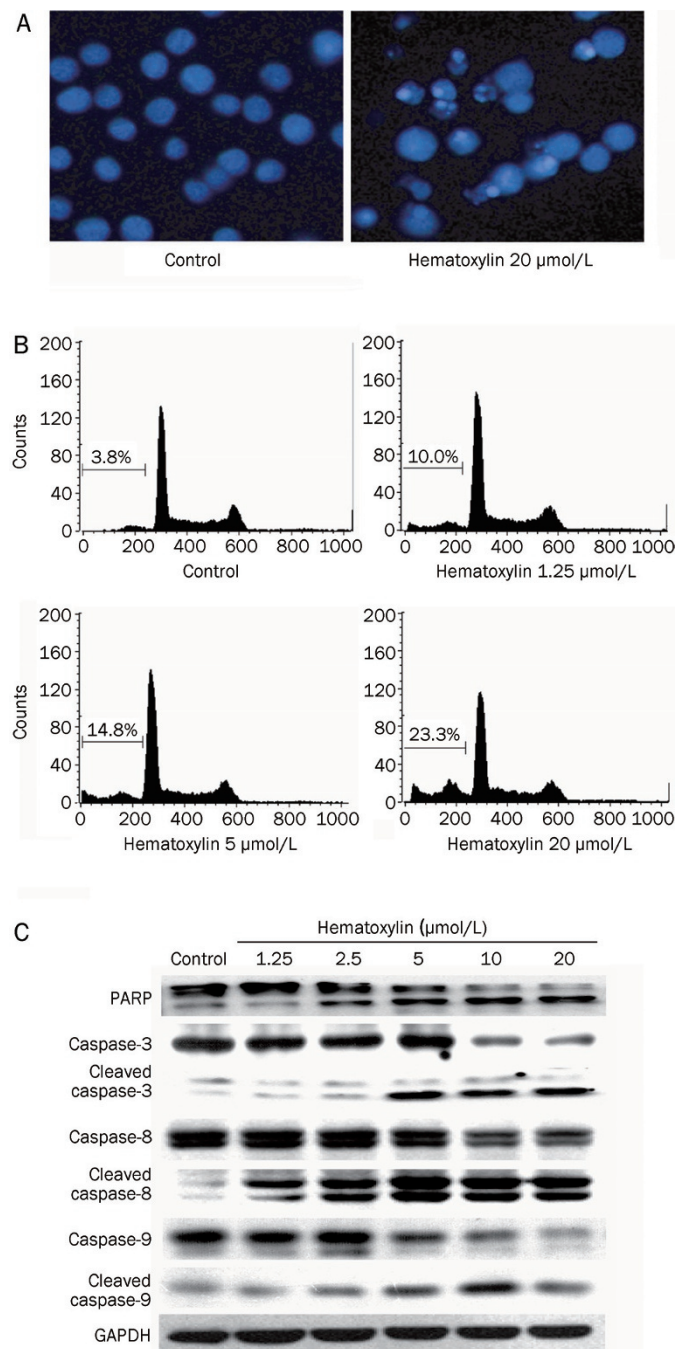 A
Control
Hematoxylin 20 µmol/L
B
200
160
120
80
40
0
Counts
3.8%
0 200 400 600 800 1000
Control
200
160
120
80
40
0
10.0%
0 200 400 600 800 1000
Hematoxylin 1.25 µmol/L
200
160
120
80
40
0
Counts
14.8%
0 200 400 600 800 1000
Hematoxylin 5 µmol/L
200
160
120
80
40
0
23.3%
0 200 400 600 800 1000
Hematoxylin 20 µmol/L
C
Hematoxylin (µmol/L)
Control 1.25 2.5 5 10 20
PARP
Caspase-3
Cleaved
caspase-3
Caspase-8
Cleaved
caspase-8
Caspase-9
Cleaved
caspase-9
GAPDH